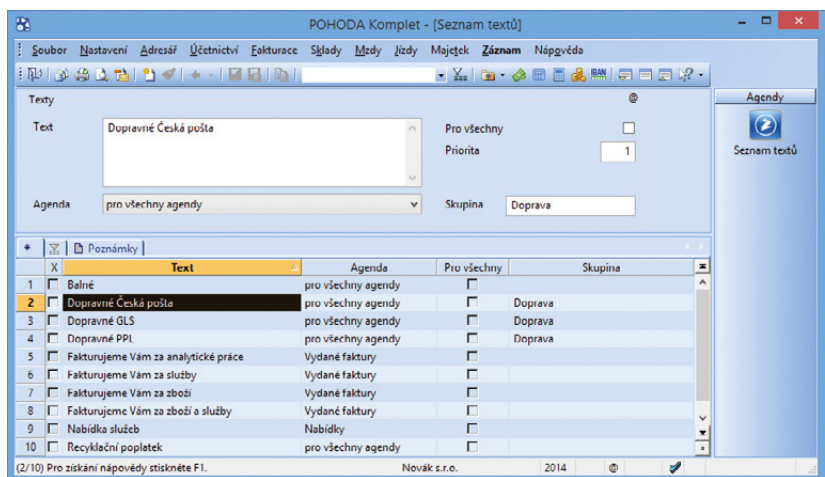 POHODA Komplet - [Seznam textů]
Soubor Nastavení Adresář Účetnictví Fakturace Sklady Mzdy Jízdy Majetek Záznam Nápověda
IBAN
Texty @ Agendy
Text Dopravné Česká pošta Pro všechny
Priorita 1 Seznam textů
Agenda pro všechny agendy Skupina Doprava
* Poznámky
X Text Agenda Pro všechny Skupina
1 Balné pro všechny agendy
2 Dopravné Česká pošta pro všechny agendy Doprava
3 Dopravné GLS pro všechny agendy Doprava
4 Dopravné PPL pro všechny agendy Doprava
5 Fakturujeme Vám za analytické práce Vydané faktury
6 Fakturujeme Vám za služby Vydané faktury
7 Fakturujeme Vám za zboží Vydané faktury
8 Fakturujeme Vám za zboží a služby Vydané faktury
9 Nabídka služeb Nabídky
10 Recyklační poplatek pro všechny agendy
(2/10) Pro získání nápovědy stiskněte F1. Novák s.r.o. 2014 @